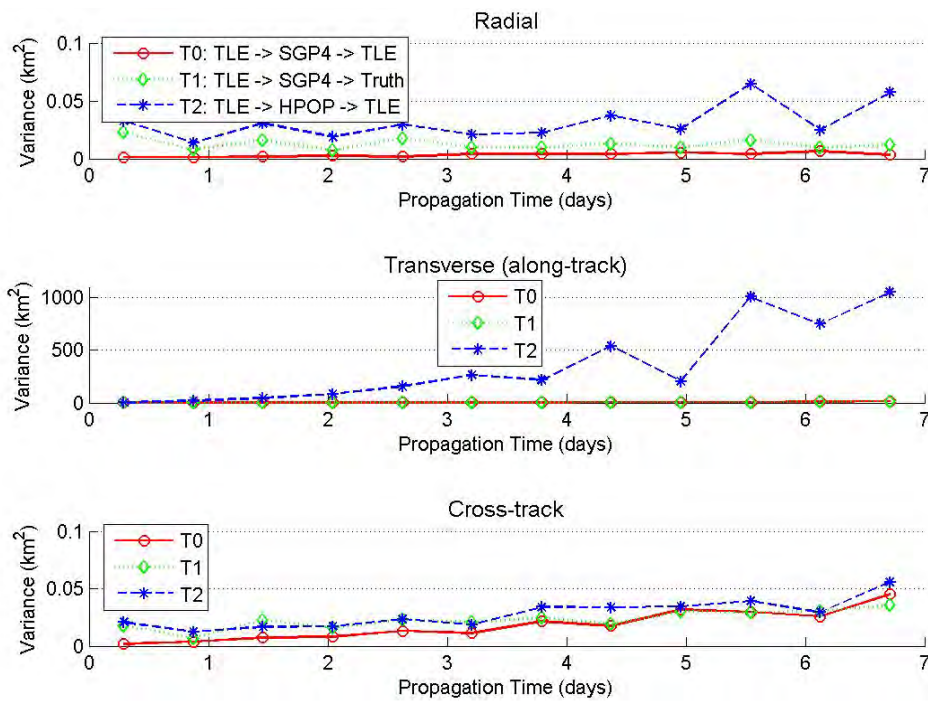 Radial
0.1
0.05
0
Variance (km²)
T0: TLE -> SGP4 -> TLE
T1: TLE -> SGP4 -> Truth
T2: TLE -> HPOP -> TLE
0 1 2 3 4 5 6 7
Propagation Time (days)
Transverse (along-track)
1000
500
0
Variance (km²)
T0
T1
T2
0 1 2 3 4 5 6 7
Propagation Time (days)
Cross-track
0.1
0.05
0
Variance (km²)
T0
T1
T2
0 1 2 3 4 5 6 7
Propagation Time (days)